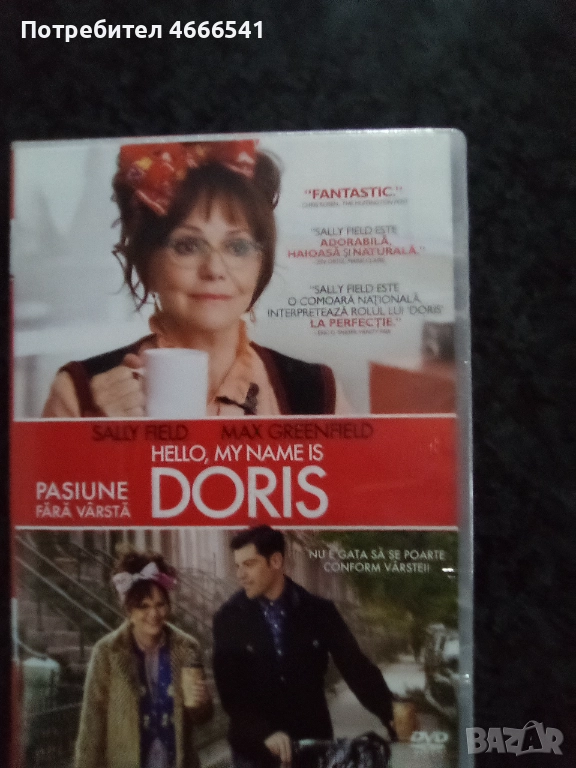 Потребител 4666541
"FANTASTIC."
"SALLY FIELD ESTE
ADORABILĂ,
HAIOASĂ ȘI NATURALĂ."
"SALLY FIELD ESTE
O COMOARĂ NAȚIONALĂ,
INTERPRETEAZĂ ROLUL LUI 'DORIS'
LA PERFECȚIE."
SALLY FIELD MAX GREENFIELD
HELLO, MY NAME IS
DORIS
PASIUNE
FĂRĂ VÂRSTĂ
NU E GATA SĂ SE POARTE
CONFORM VÂRSTEI!
DVD
BAZAR